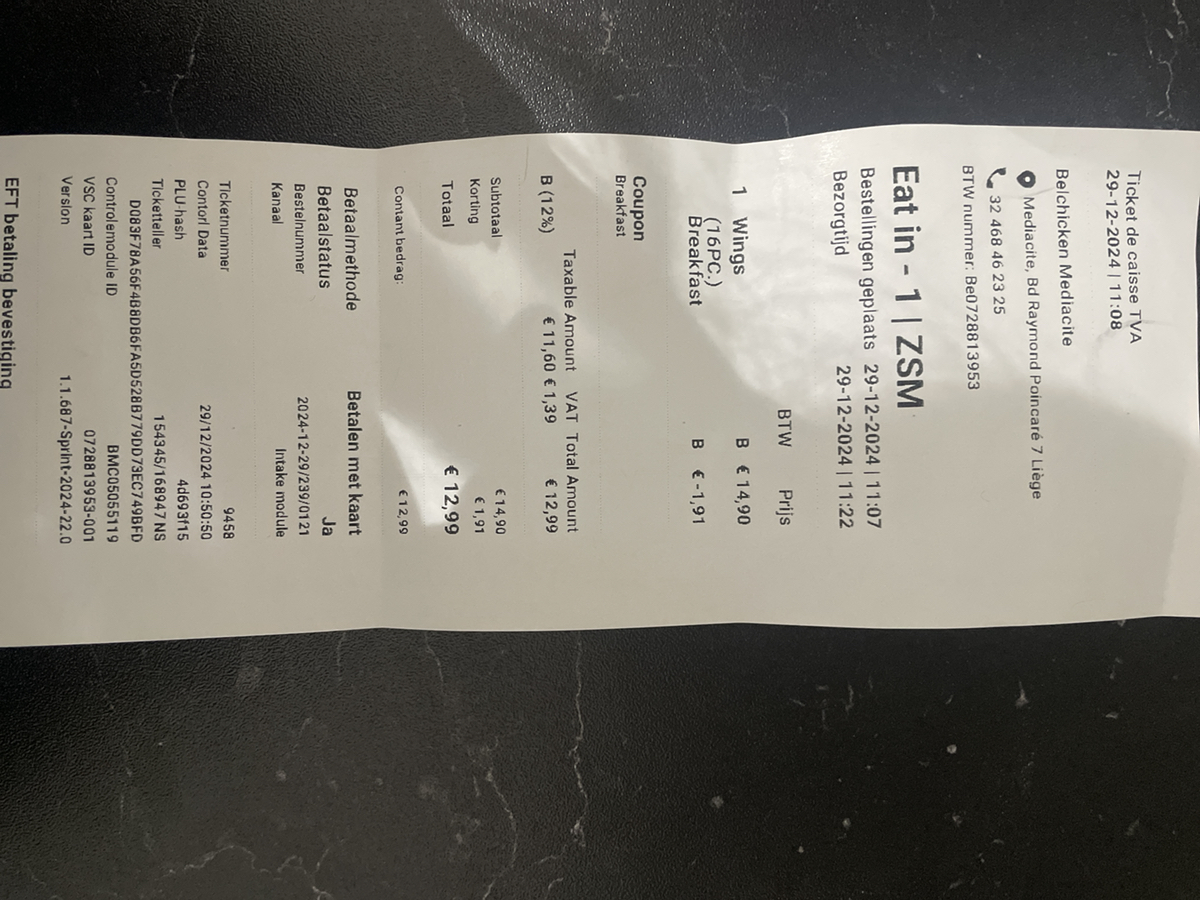 Ticket de caisse TVA
29-12-2024 | 11:08
Belchicken Mediacite
Mediacite, Bd Raymond Poincaré 7 Liège
32 468 46 23 25
BTW nummer: Be0728813953
Eat in - 1 | ZSM
Bestellingen geplaats 29-12-2024 | 11:07
Bezorgtijd 29-12-2024 | 11:22
BTW Prijs
1 Wings B € 14,90
(16PC.)
Breakfast B € -1,91
Coupon
Breakfast
Taxable Amount VAT Total Amount
B (12%) € 11,60 € 1,39 € 12,99
Subtotaal € 14,90
Korting € 1,91
Totaal € 12,99
Contant bedrag: € 12,99
Betaalmethode Betalen met kaart
Betaalstatus Ja
Bestelnummer 2024-12-29/239/0121
Kanaal Intake module
Ticketnummer 9458
Contorl Data 29/12/2024 10:50:50
PLU-hash 4d693f15
Ticketteller 154345/168947 NS
D083F78A56F4B8DB6FA5D528B779DD73EC749BFD
Controlemodule ID BMC05055119
VSC kaart ID 0728813953-001
Version 1.1.687-Sprint-2024-22.0
EFT betaling bevestiging